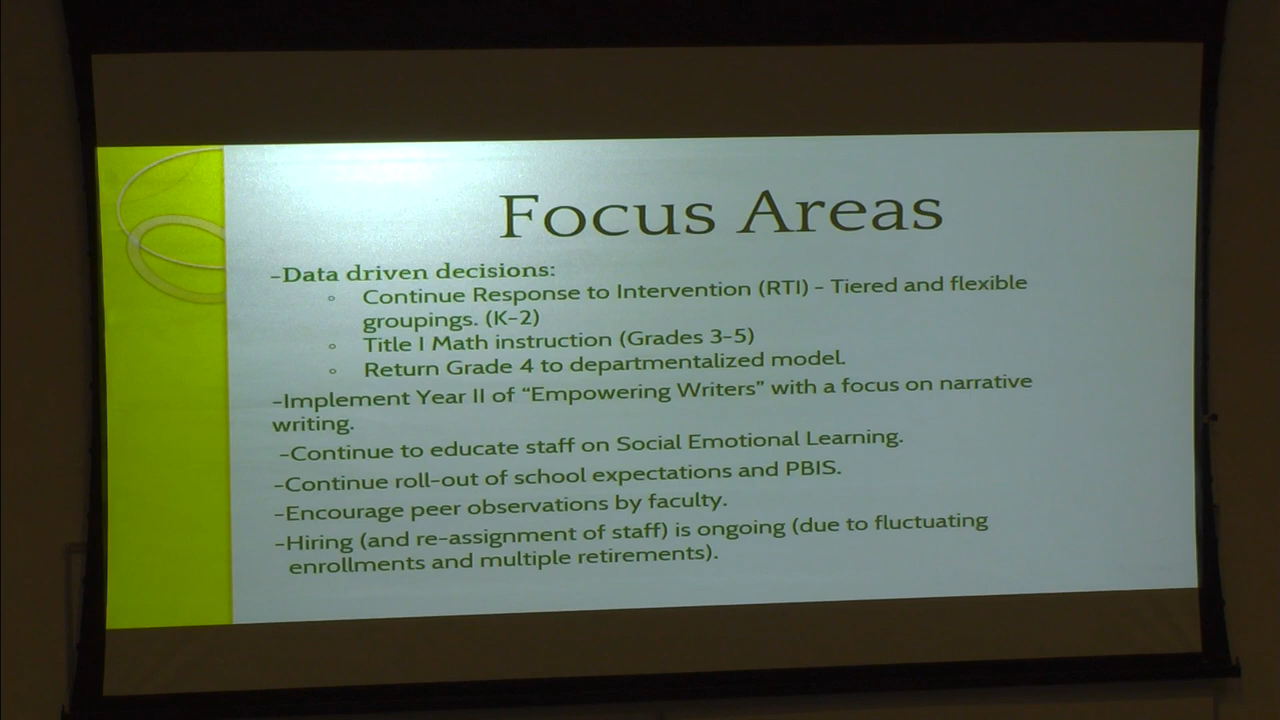 Focus Areas
-Data driven decisions:
◦ Continue Response to Intervention (RTI) - Tiered and flexible
groupings. (K-2)
◦ Title I Math instruction (Grades 3-5)
◦ Return Grade 4 to departmentalized model.
-Implement Year II of “Empowering Writers” with a focus on narrative
writing.
-Continue to educate staff on Social Emotional Learning.
-Continue roll-out of school expectations and PBIS.
-Encourage peer observations by faculty.
-Hiring (and re-assignment of staff) is ongoing (due to fluctuating
enrollments and multiple retirements).